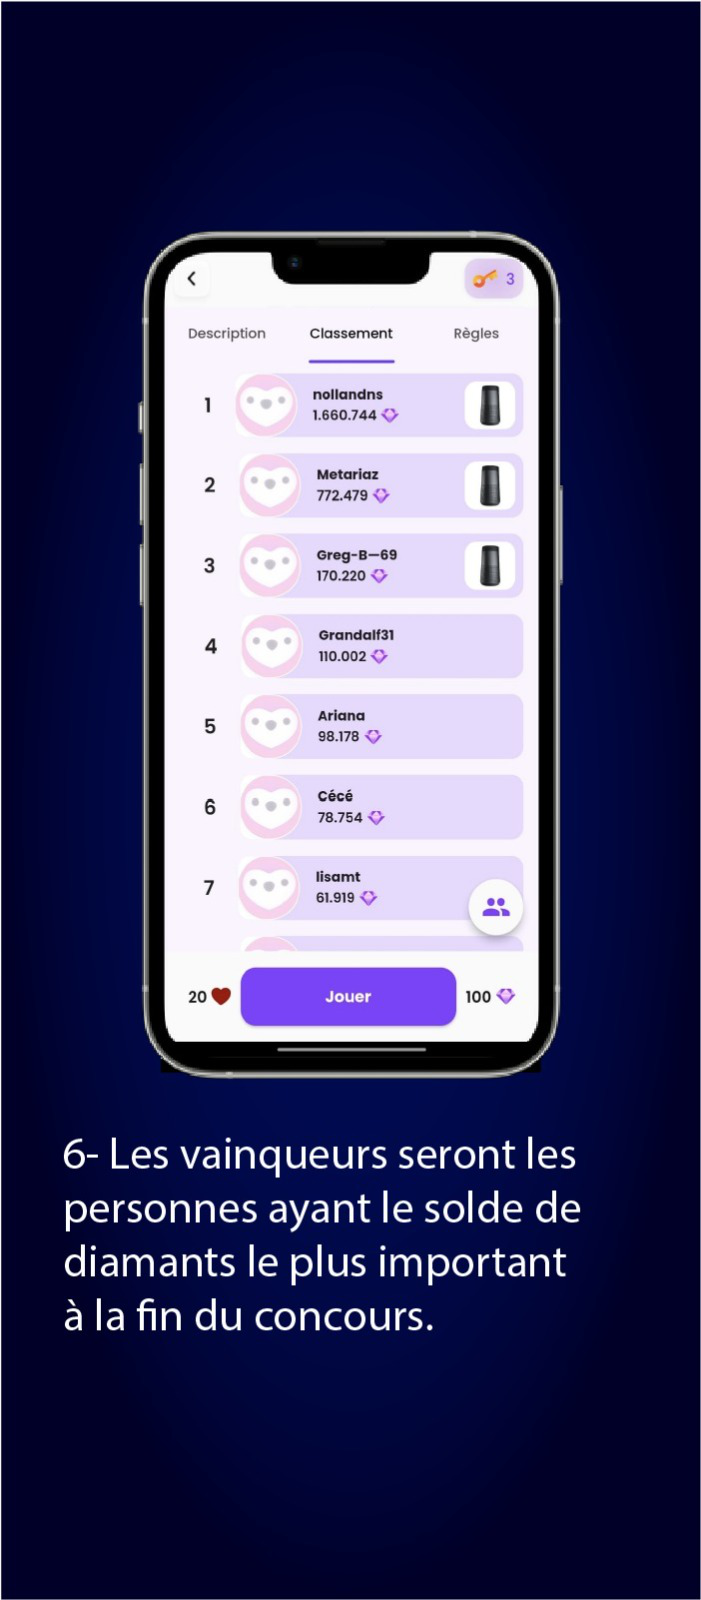 3
Description Classement Règles
1
nollandns
1.660.744
2
Metariaz
772.479
3
Greg-B—69
170.220
4
Grandalf31
110.002
5
Ariana
98.178
6
Cécé
78.754
7
lisamt
61.919
20 Jouer 100
6- Les vainqueurs seront les
personnes ayant le solde de
diamants le plus important
à la fin du concours.